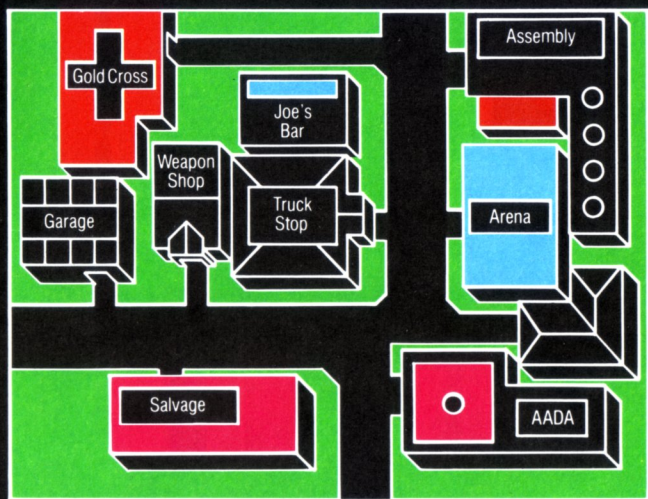 Assembly
Gold Cross
Joe's
Bar
Weapon
Shop
Truck
Stop
Garage
Arena
Salvage
AADA